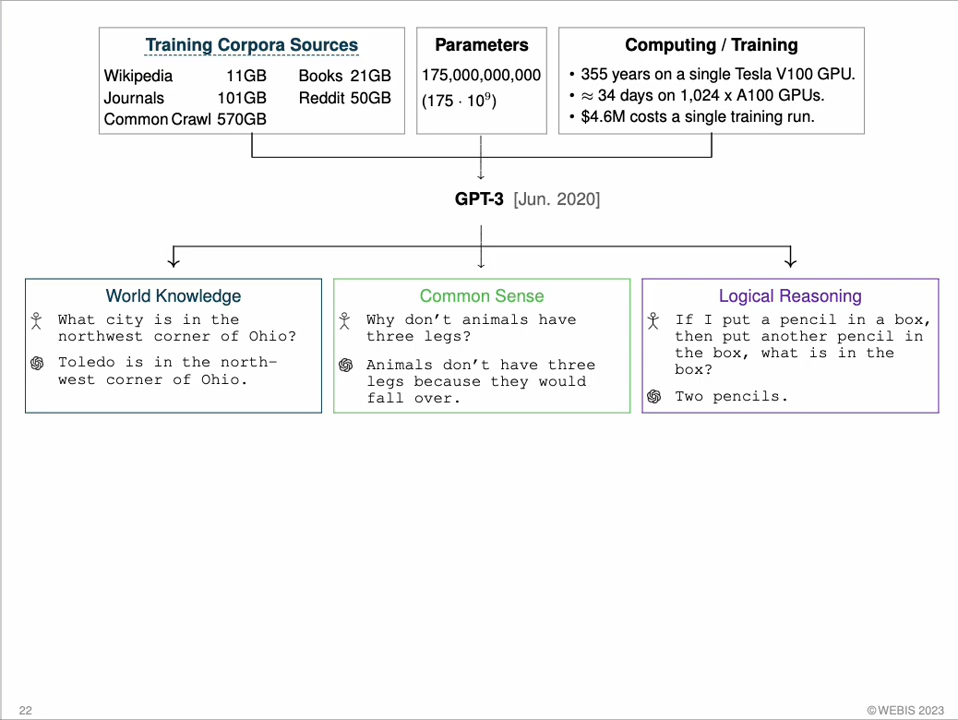 Training Corpora Sources
Wikipedia 11GB Books 21GB
Journals 101GB Reddit 50GB
Common Crawl 570GB
Parameters
175,000,000,000
(175 · 10⁹)
Computing / Training
• 355 years on a single Tesla V100 GPU.
• ≈ 34 days on 1,024 x A100 GPUs.
• $4.6M costs a single training run.
GPT-3 [Jun. 2020]
World Knowledge
What city is in the
northwest corner of Ohio?
Toledo is in the north-
west corner of Ohio.
Common Sense
Why don't animals have
three legs?
Animals don't have three
legs because they would
fall over.
Logical Reasoning
If I put a pencil in a box,
then put another pencil in
the box, what is in the
box?
Two pencils.
22
©WEBIS 2023